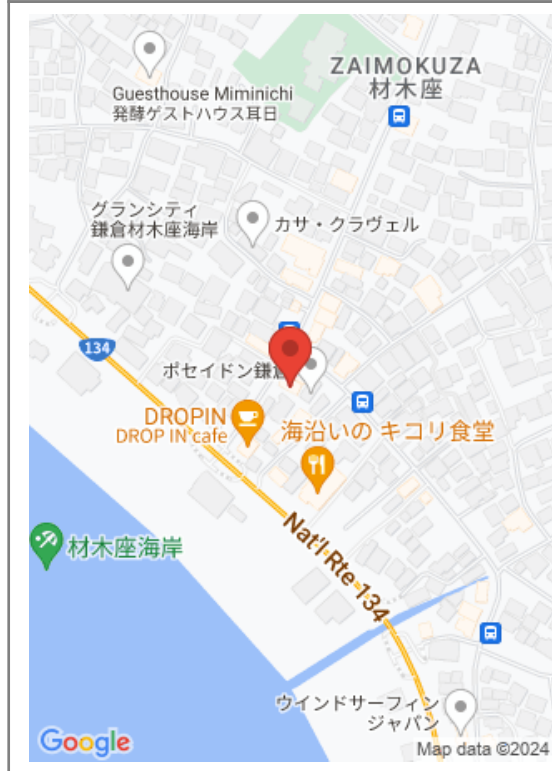 ZAIMOKUZA
材木座
Guesthouse Miminichi
発酵ゲストハウス耳日
グランシティ
鎌倉材木座海岸
カサ・クラヴェル
134
ポセイドン鎌倉
DROPIN
DROP IN cafe
海沿いの キコリ食堂
Nat'l Rte 134
材木座海岸
ウインドサーフィン
ジャパン
Google
Map data ©2024